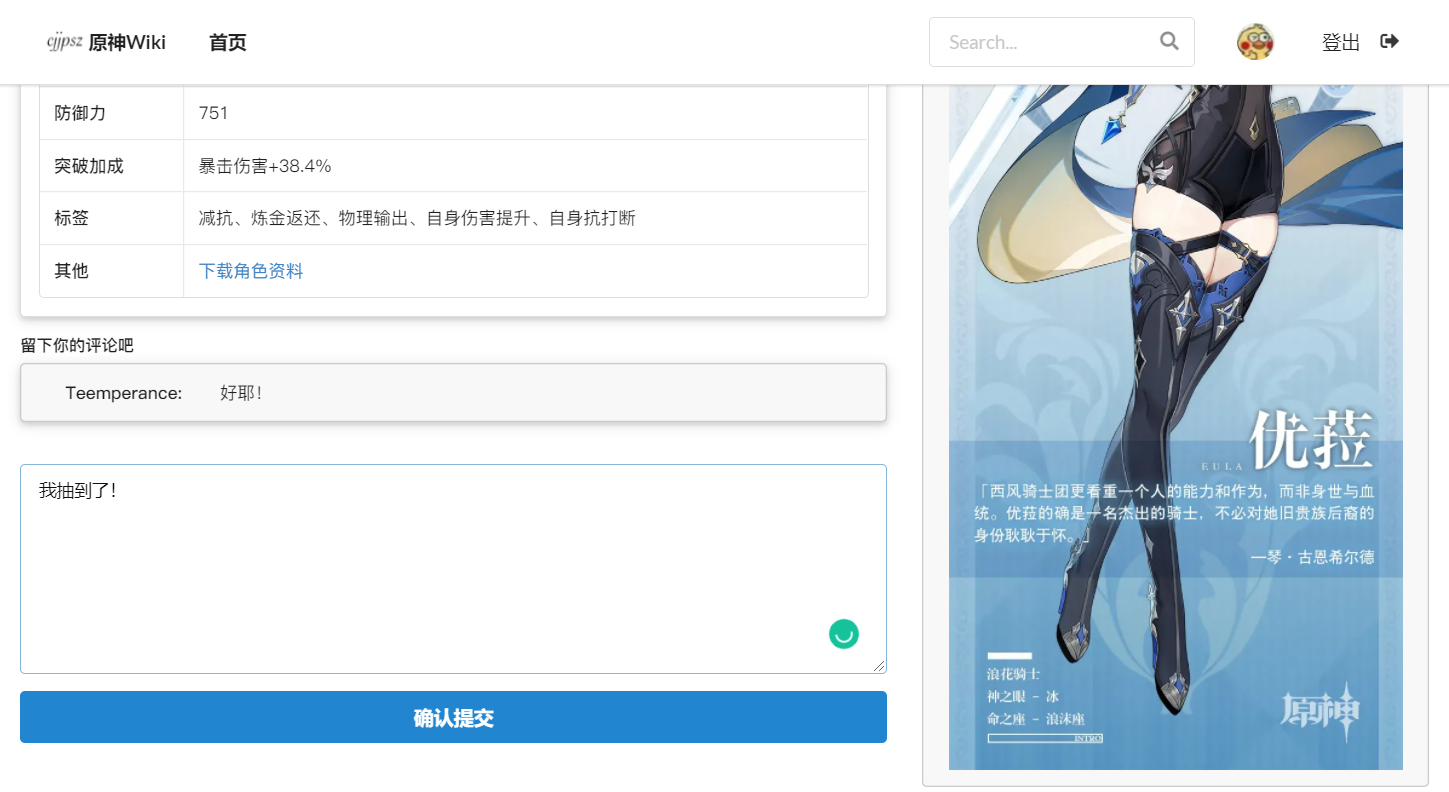 cjjpsz 原神Wiki 首页 Search... 登出
防御力 751
突破加成 暴击伤害+38.4%
标签 减抗、炼金返还、物理输出、自身伤害提升、自身抗打断
其他 下载角色资料
留下你的评论吧
Teemperance: 好耶！
我抽到了！
确认提交
优菈
EULA
「西风骑士团更看重一个人的能力和作为，而非身世与血
统。优菈的确是一名杰出的骑士，不必对她旧贵族后裔的
身份耿耿于怀。」
—琴·古恩希尔德
浪花骑士
神之眼 - 冰
命之座 - 浪沫座
INTRO
原神